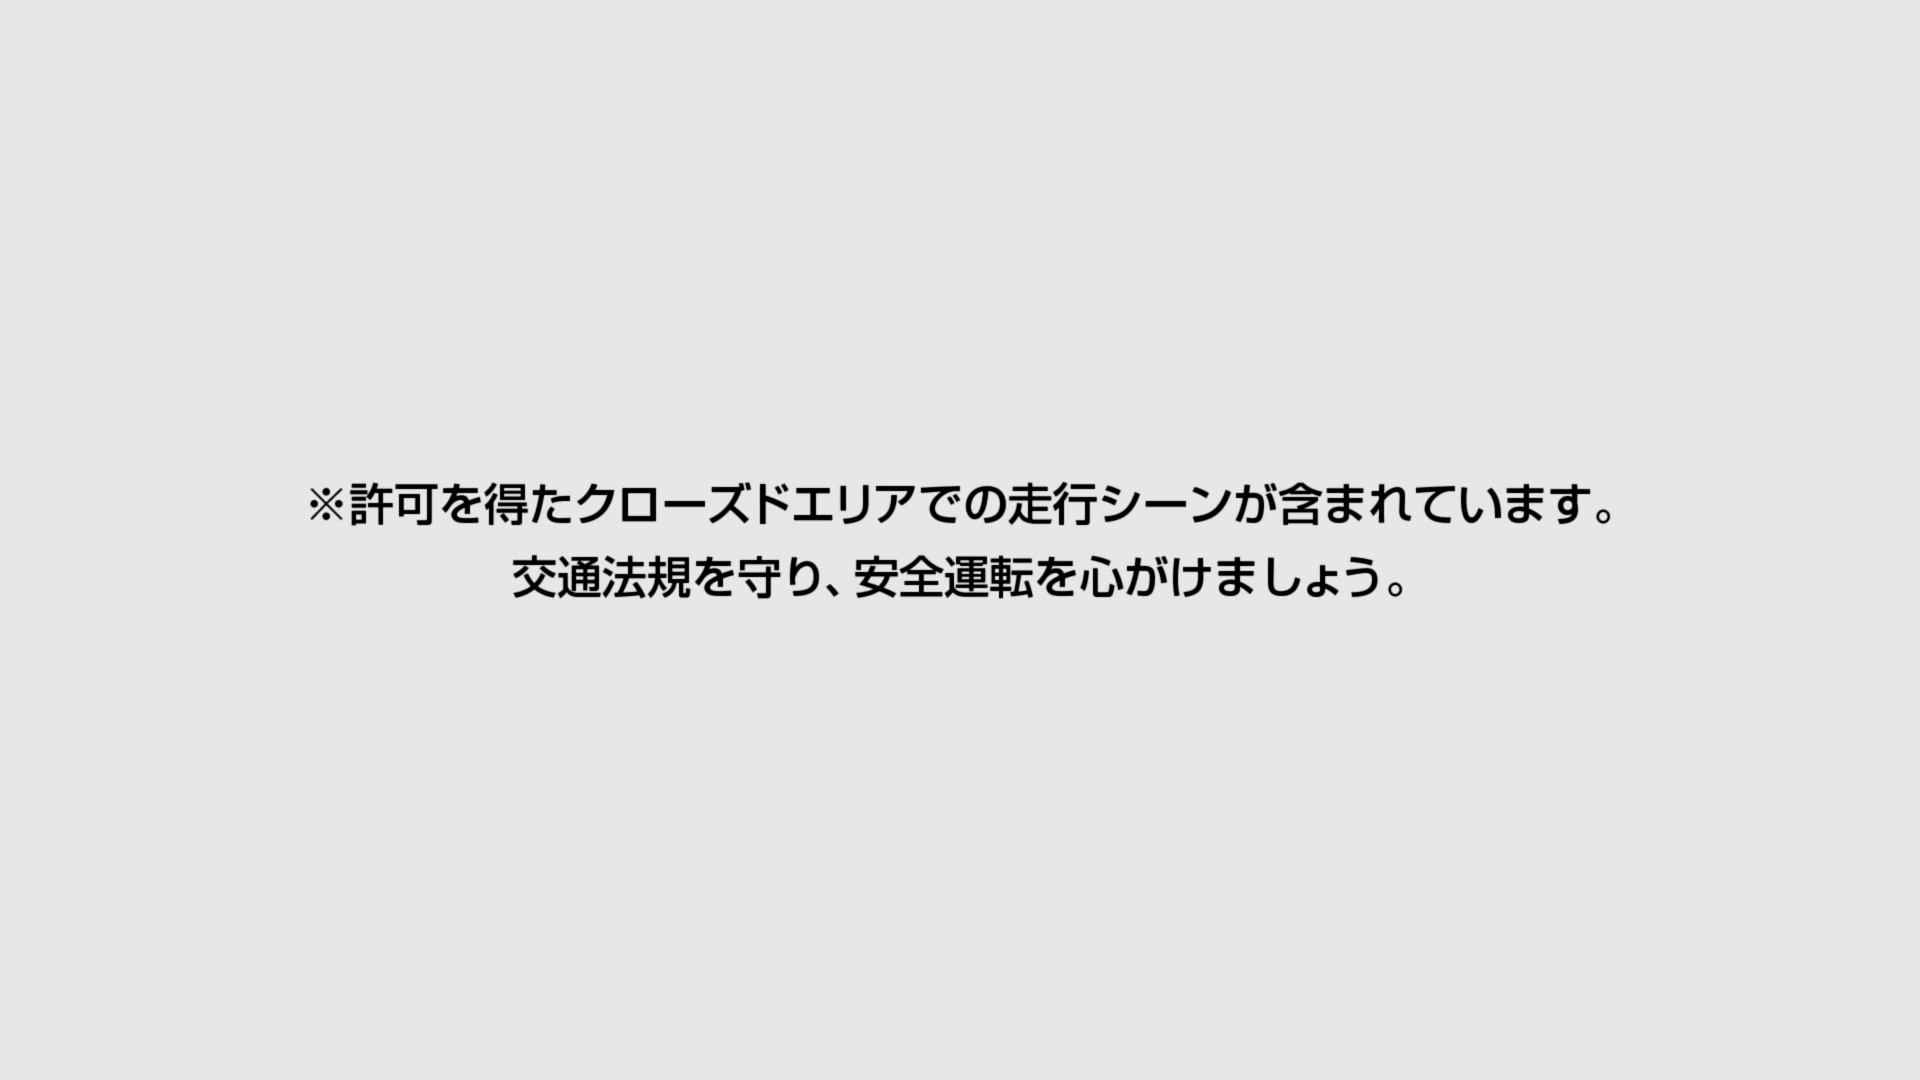 ※許可を得たクローズドエリアでの走行シーンが含まれています。
交通法規を守り、安全運転を心がけましょう。